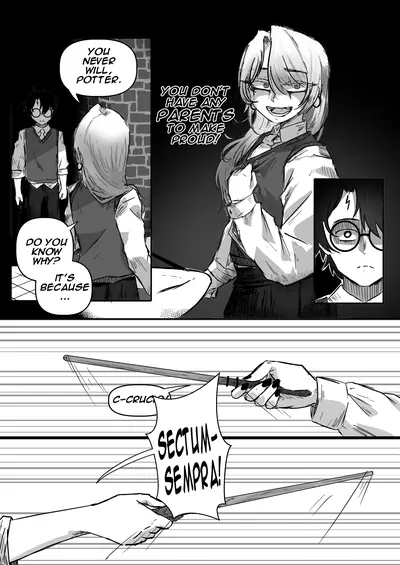 YOU
NEVER
WILL,
POTTER.
DO YOU
KNOW
WHY?
IT'S
BECAUSE
...
YOU DON'T
HAVE ANY
PARENTS
TO MAKE
PROUD!
C-CRUC
SECTUM-
SEMPRA!